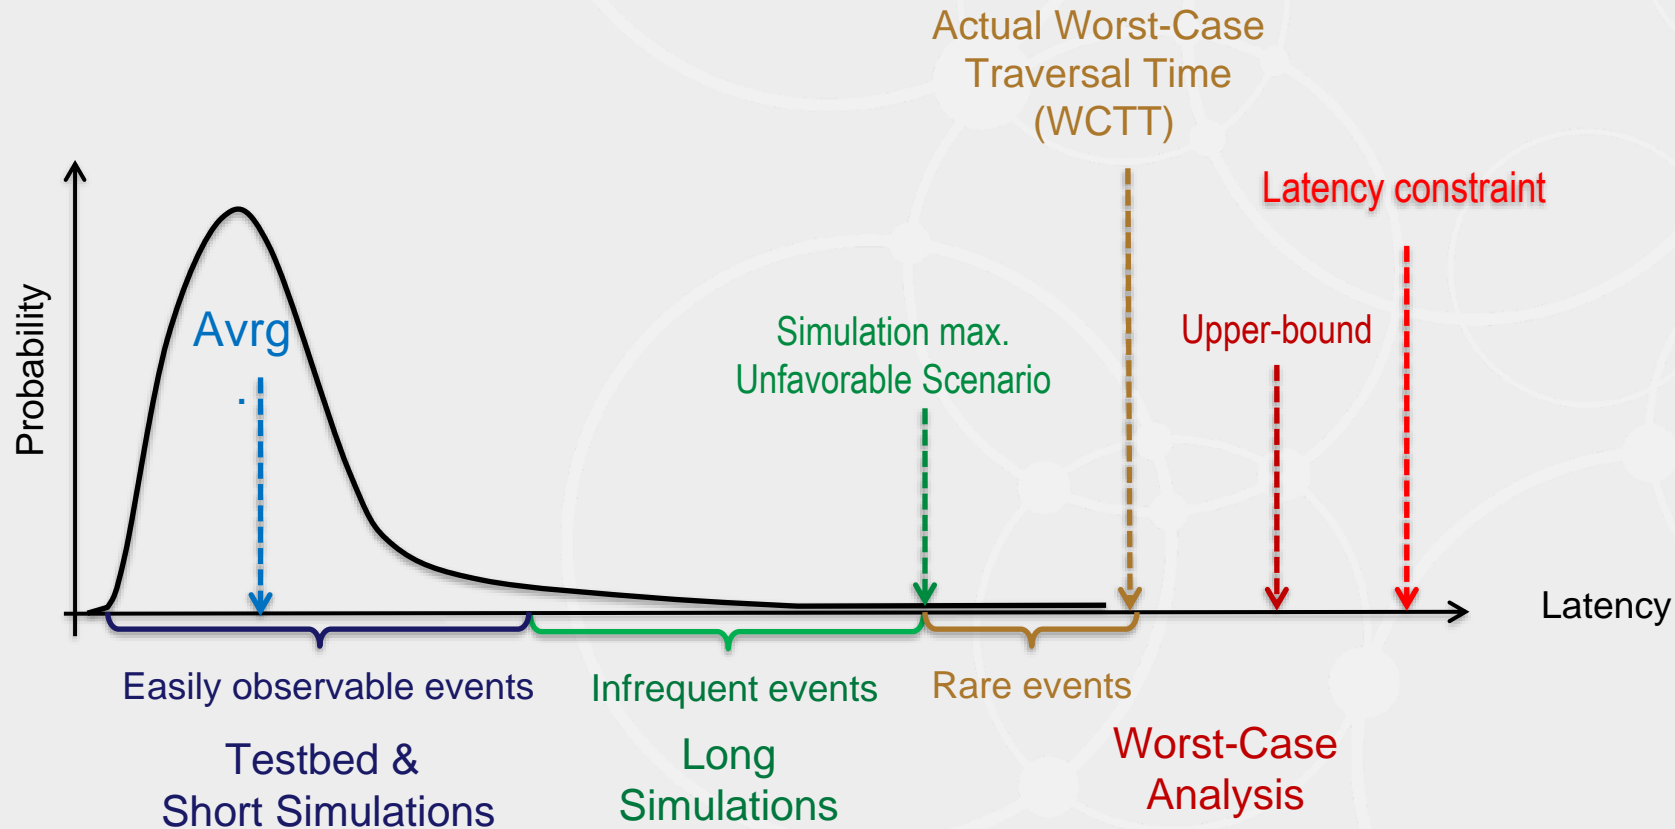 Actual Worst-Case
Traversal Time
(WCTT)
Latency constraint
Probability
Avrg
.
Simulation max.
Unfavorable Scenario
Upper-bound
Latency
Easily observable events
Infrequent events
Rare events
Testbed &
Short Simulations
Long
Simulations
Worst-Case
Analysis